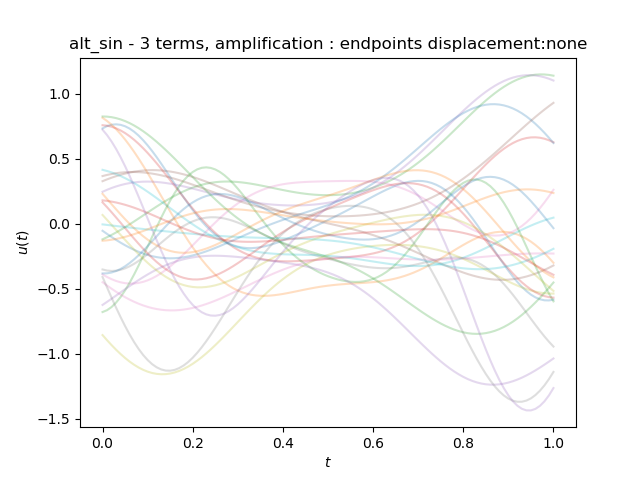 alt_sin - 3 terms, amplification : endpoints displacement:none
u(t)
1.0
0.5
0.0
−0.5
−1.0
−1.5
0.0 0.2 0.4 0.6 0.8 1.0
t